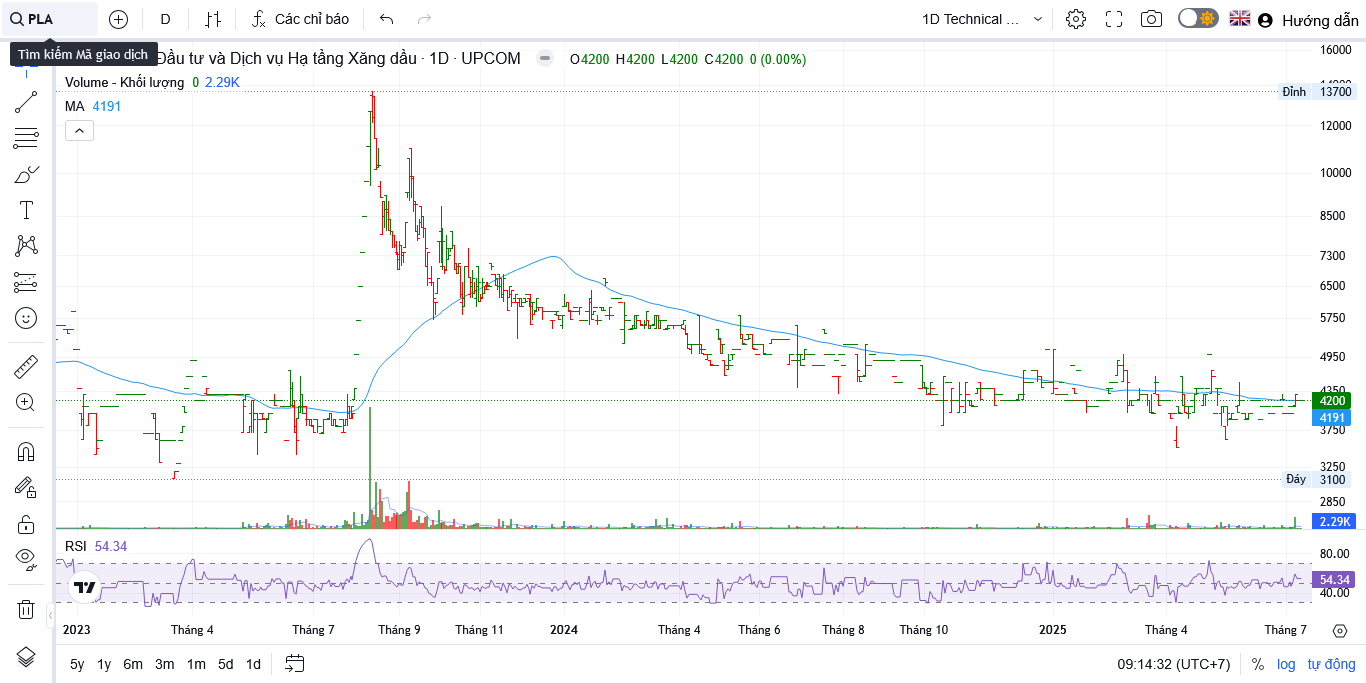 PLA
D
Các chỉ báo
1D Technical ...
Hướng dẫn
Tìm kiếm Mã giao dịch
Đầu tư và Dịch vụ Hạ tầng Xăng dầu · 1D · UPCOM
O4200 H4200 L4200 C4200 0 (0.00%)
Volume - Khối lượng 0 2.29K
MA 4191
16000
14000
Đỉnh 13700
12000
10000
8500
7300
6500
5750
4950
4350
4200
4191
3750
3250
Đáy 3100
2850
2.29K
RSI 54.34
80.00
54.34
40.00
2023 Tháng 4 Tháng 7 Tháng 9 Tháng 11 2024 Tháng 4 Tháng 6 Tháng 8 Tháng 10 2025 Tháng 4 Tháng 7
5y 1y 6m 3m 1m 5d 1d
09:14:32 (UTC+7) % log tự động